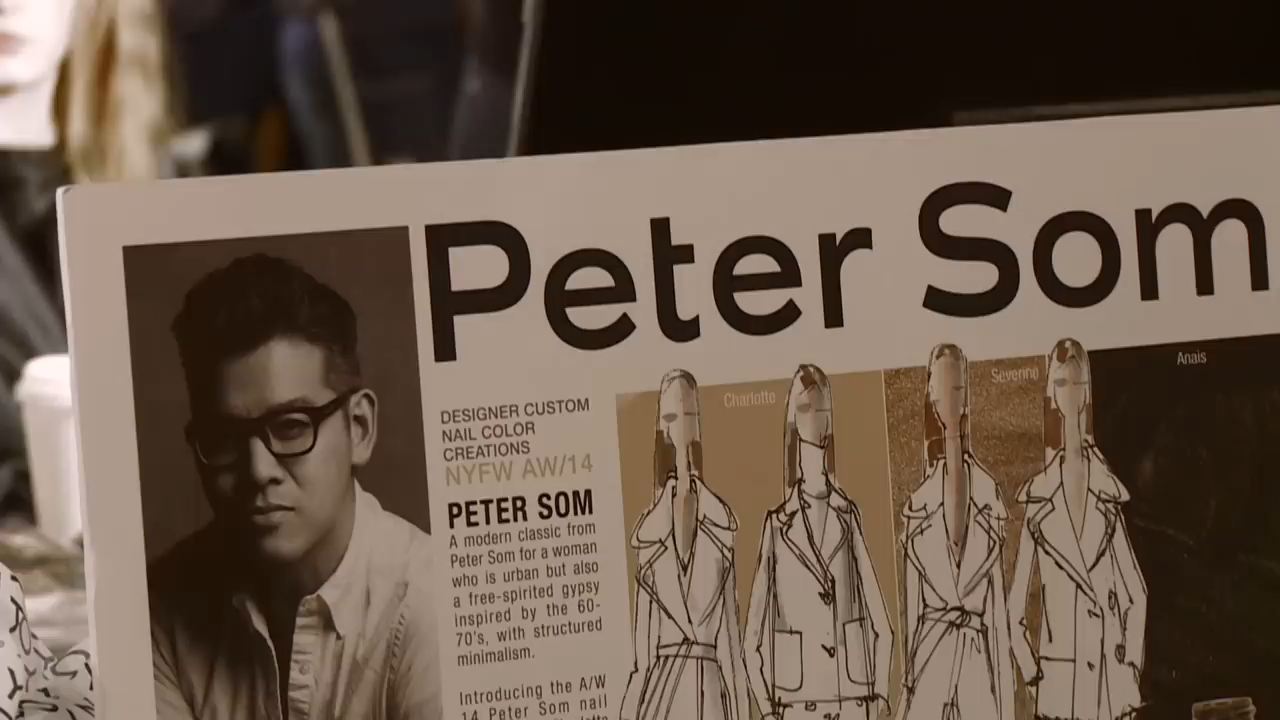 Peter Som
DESIGNER CUSTOM
NAIL COLOR
CREATIONS
NYFW AW/14
PETER SOM
A modern classic from
Peter Som for a woman
who is urban but also
a free-spirited gypsy
inspired by the 60-
70's, with structured
minimalism.
Introducing the A/W
14 Peter Som nail
Charlotte
Severine
Anais